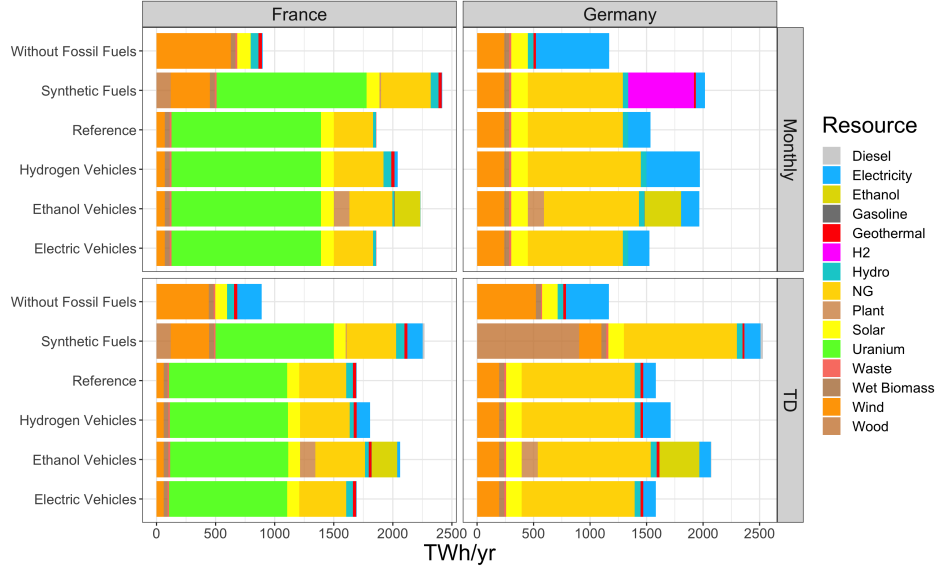 France
Germany
Without Fossil Fuels
Synthetic Fuels
Reference
Hydrogen Vehicles
Ethanol Vehicles
Electric Vehicles
Monthly
Without Fossil Fuels
Synthetic Fuels
Reference
Hydrogen Vehicles
Ethanol Vehicles
Electric Vehicles
TD
0 500 1000 1500 2000 2500
0 500 1000 1500 2000 2500
TWh/yr
Resource
Diesel
Electricity
Ethanol
Gasoline
Geothermal
H2
Hydro
NG
Plant
Solar
Uranium
Waste
Wet Biomass
Wind
Wood